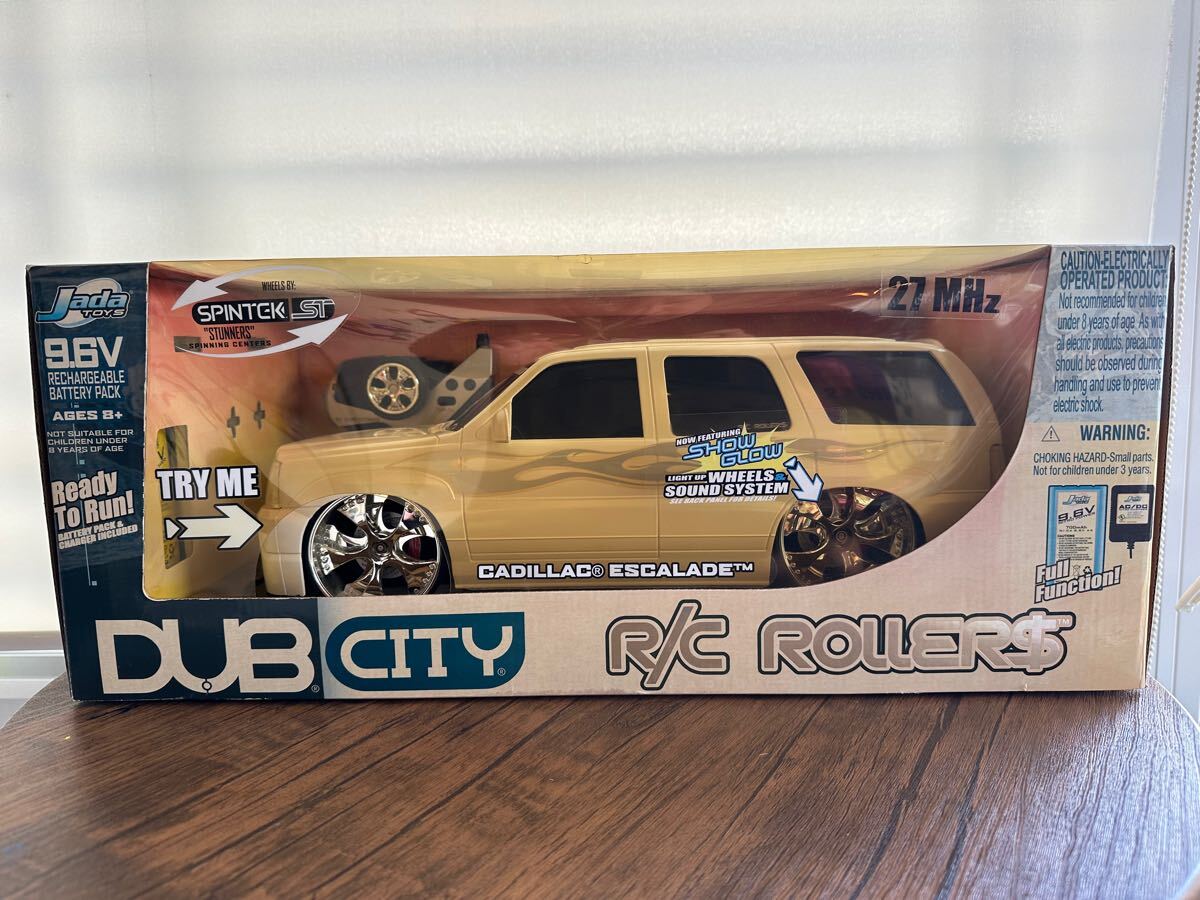 Jada
TOYS
9.6V
RECHARGEABLE
BATTERY PACK
AGES 8+
NOT SUITABLE FOR
CHILDREN UNDER
8 YEARS OF AGE
Ready
To Run!
BATTERY PACK &
CHARGER INCLUDED
WHEELS BY:
SPINTEK ST
"STUNNERS"
SPINNING CENTERS
TRY ME
27 MHz
NOW FEATURING
SHOW
GLOW
LIGHT UP WHEELS &
SOUND SYSTEM
SEE BACK PANEL FOR DETAILS!
CADILLAC® ESCALADE™
DUB® CITY®
R/C ROLLER$™
CAUTION-ELECTRICALLY
OPERATED PRODUCT
Not recommended for children
under 8 years of age. As with
all electric products, precautions
should be observed during
handling and use to prevent
electric shock.
WARNING:
CHOKING HAZARD-Small parts.
Not for children under 3 years.
Jada
9.6V
700mAh
CAUTION
AC/DC
Full
Function!